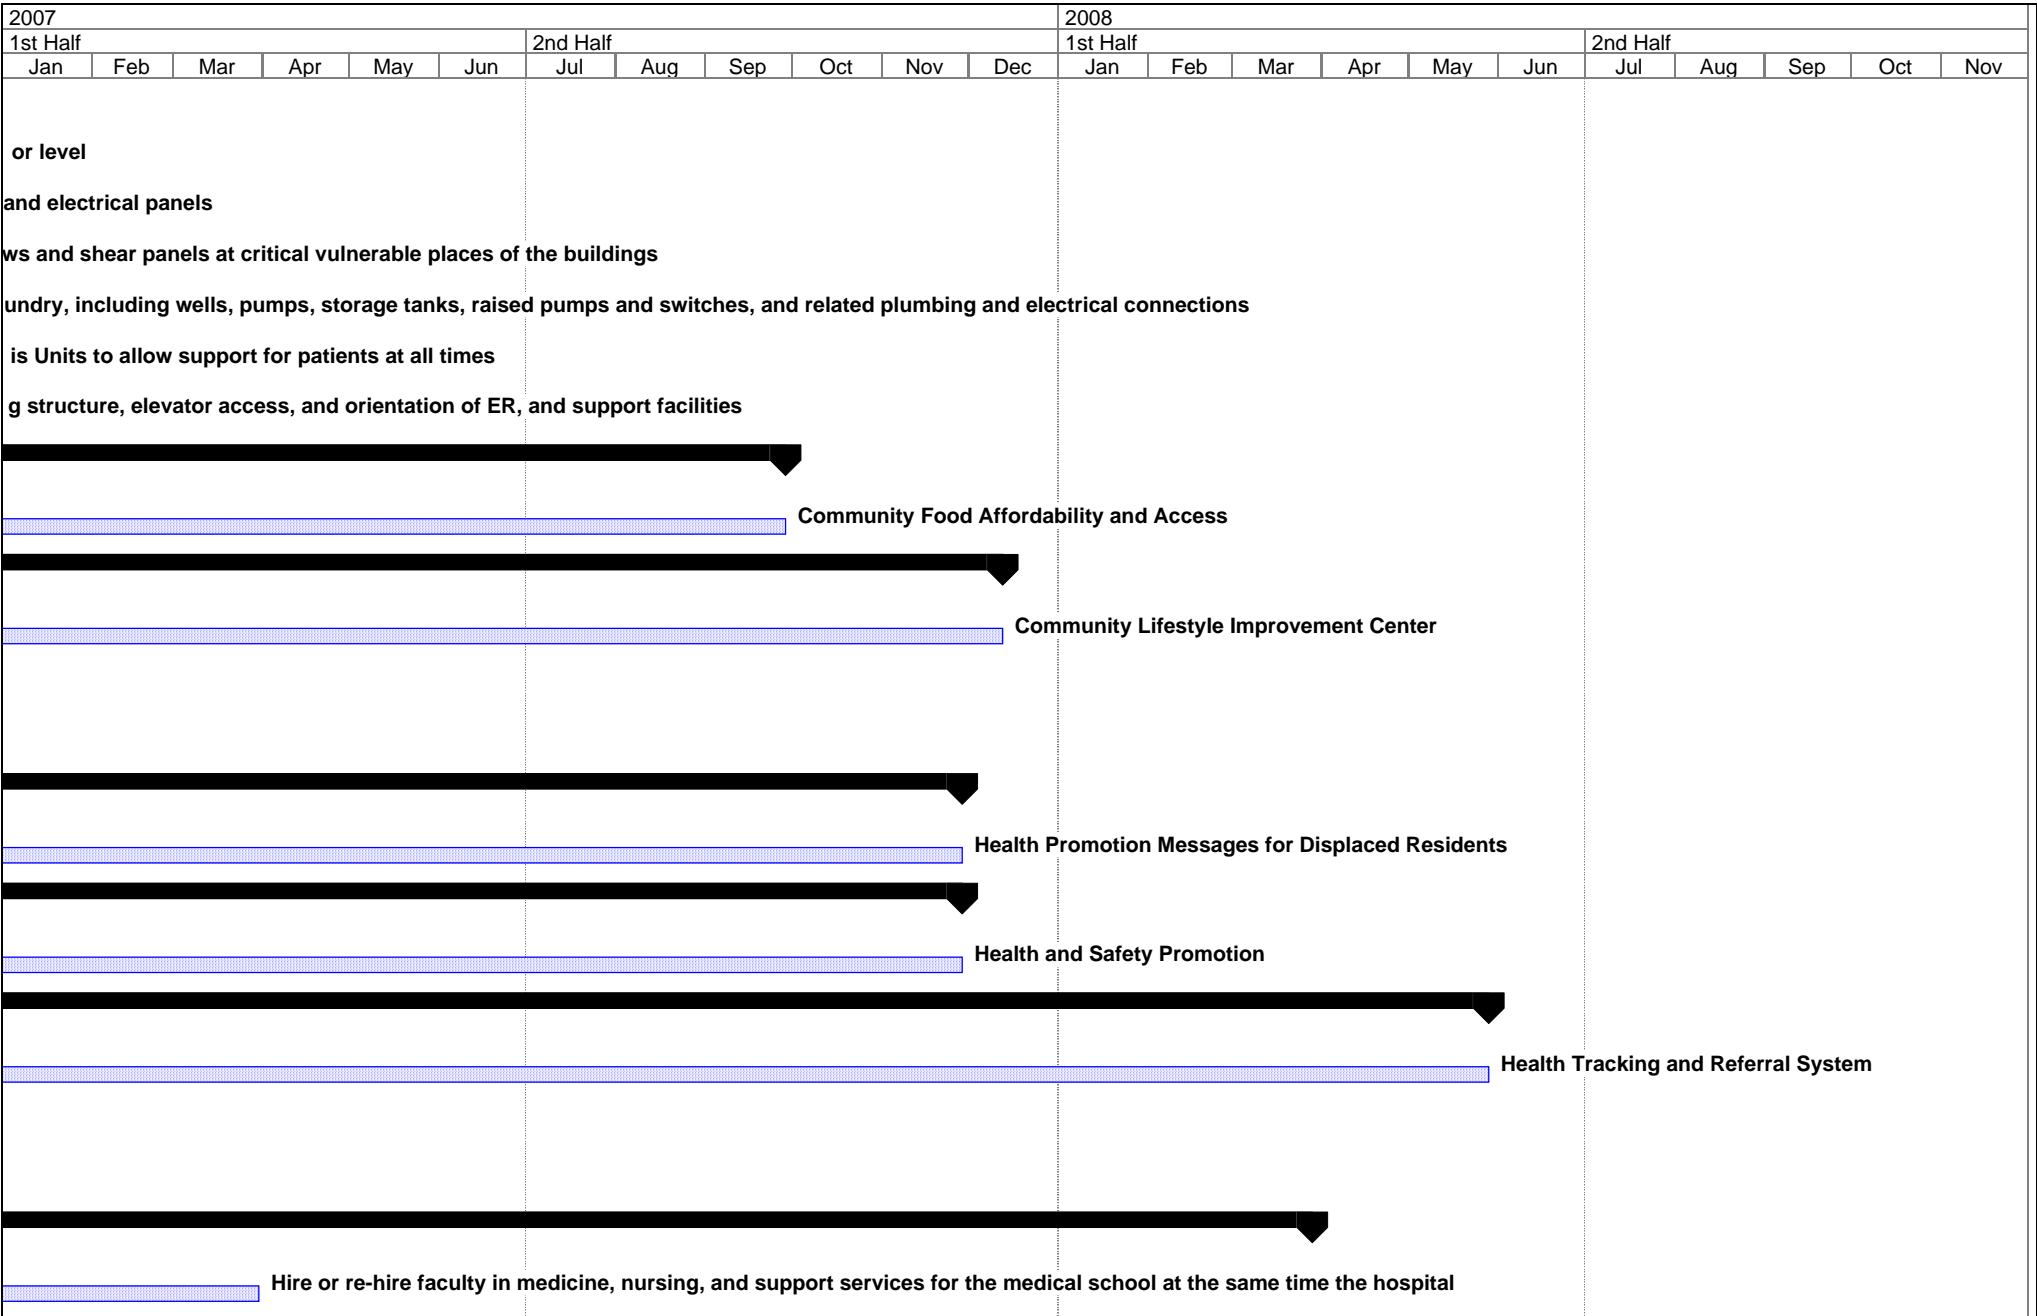 2007 2008
1st Half 2nd Half 1st Half 2nd Half
Jan Feb Mar Apr May Jun Jul Aug Sep Oct Nov Dec Jan Feb Mar Apr May Jun Jul Aug Sep Oct Nov
or level
and electrical panels
ws and shear panels at critical vulnerable places of the buildings
undry, including wells, pumps, storage tanks, raised pumps and switches, and related plumbing and electrical connections
is Units to allow support for patients at all times
g structure, elevator access, and orientation of ER, and support facilities
Community Food Affordability and Access
Community Lifestyle Improvement Center
Health Promotion Messages for Displaced Residents
Health and Safety Promotion
Health Tracking and Referral System
Hire or re-hire faculty in medicine, nursing, and support services for the medical school at the same time the hospital